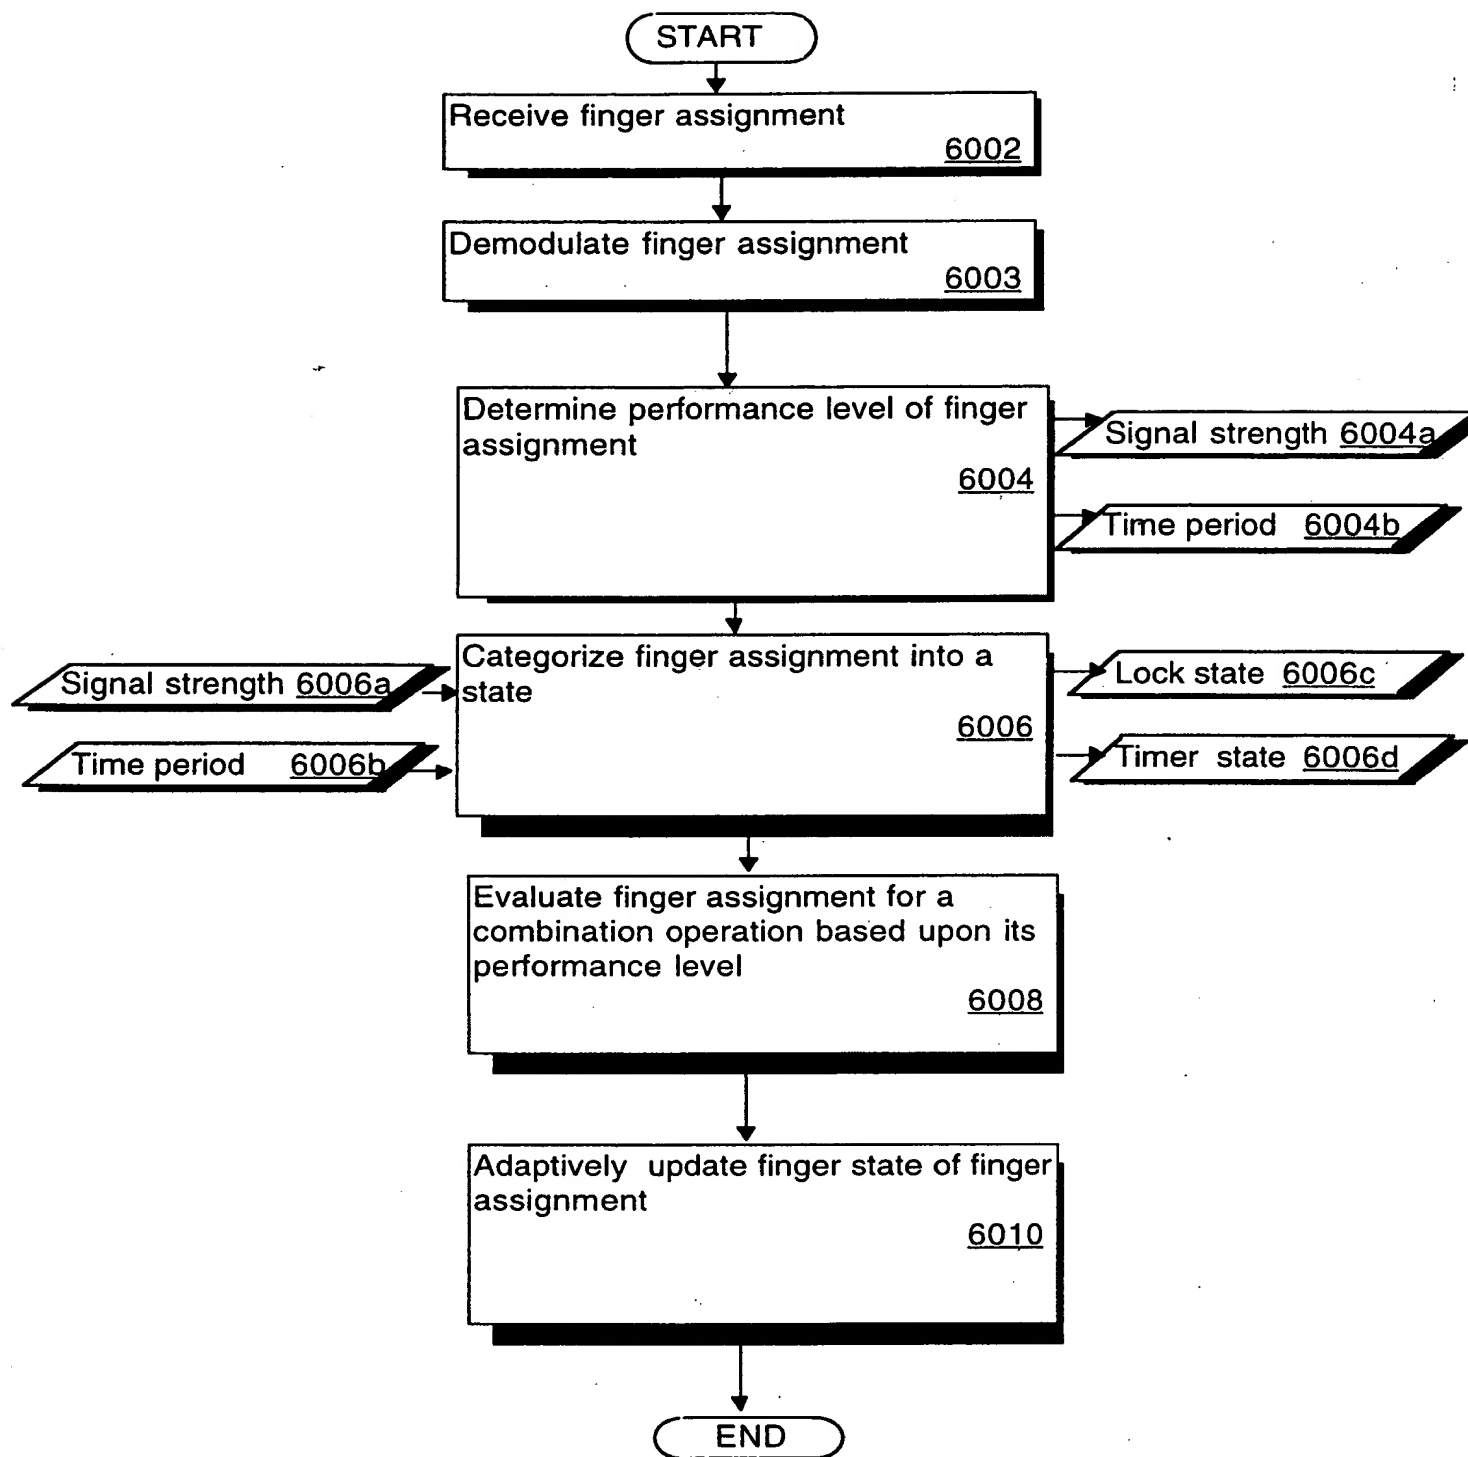 START
Receive finger assignment
6002
Demodulate finger assignment
6003
Determine performance level of finger
assignment
6004
Signal strength 6004a
Time period 6004b
Categorize finger assignment into a
state
6006
Signal strength 6006a
Time period 6006b
Lock state 6006c
Timer state 6006d
Evaluate finger assignment for a
combination operation based upon its
performance level
6008
Adaptively update finger state of finger
assignment
6010
END